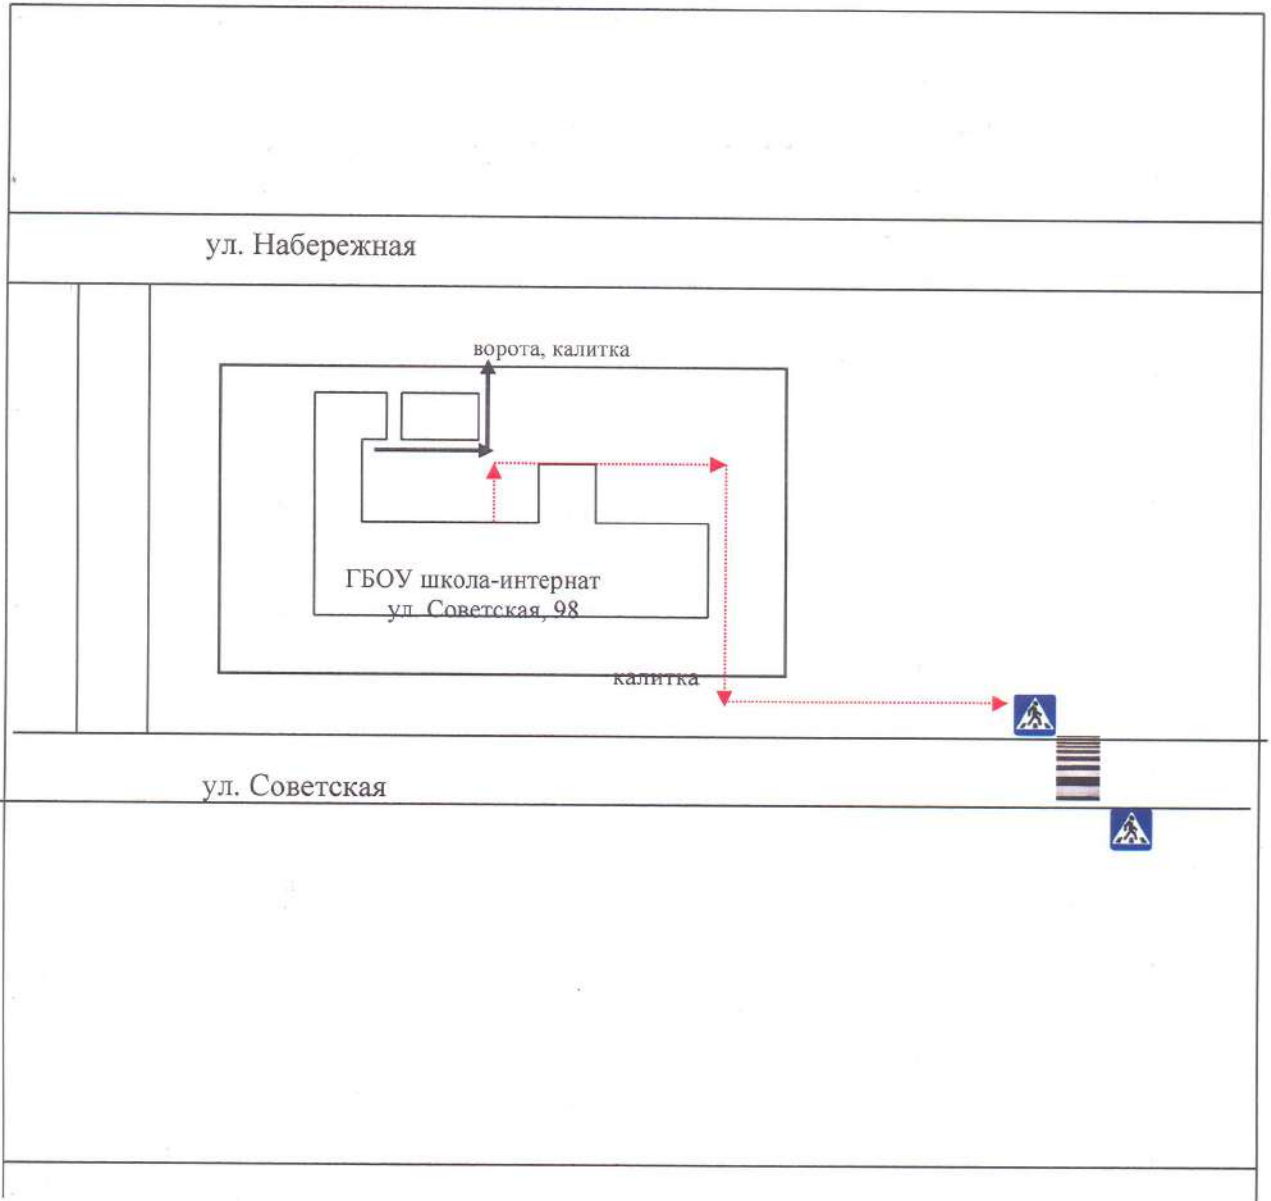 ул. Набережная
ворота, калитка
ГБОУ школа-интернат
ул. Советская, 98
калитка
ул. Советская